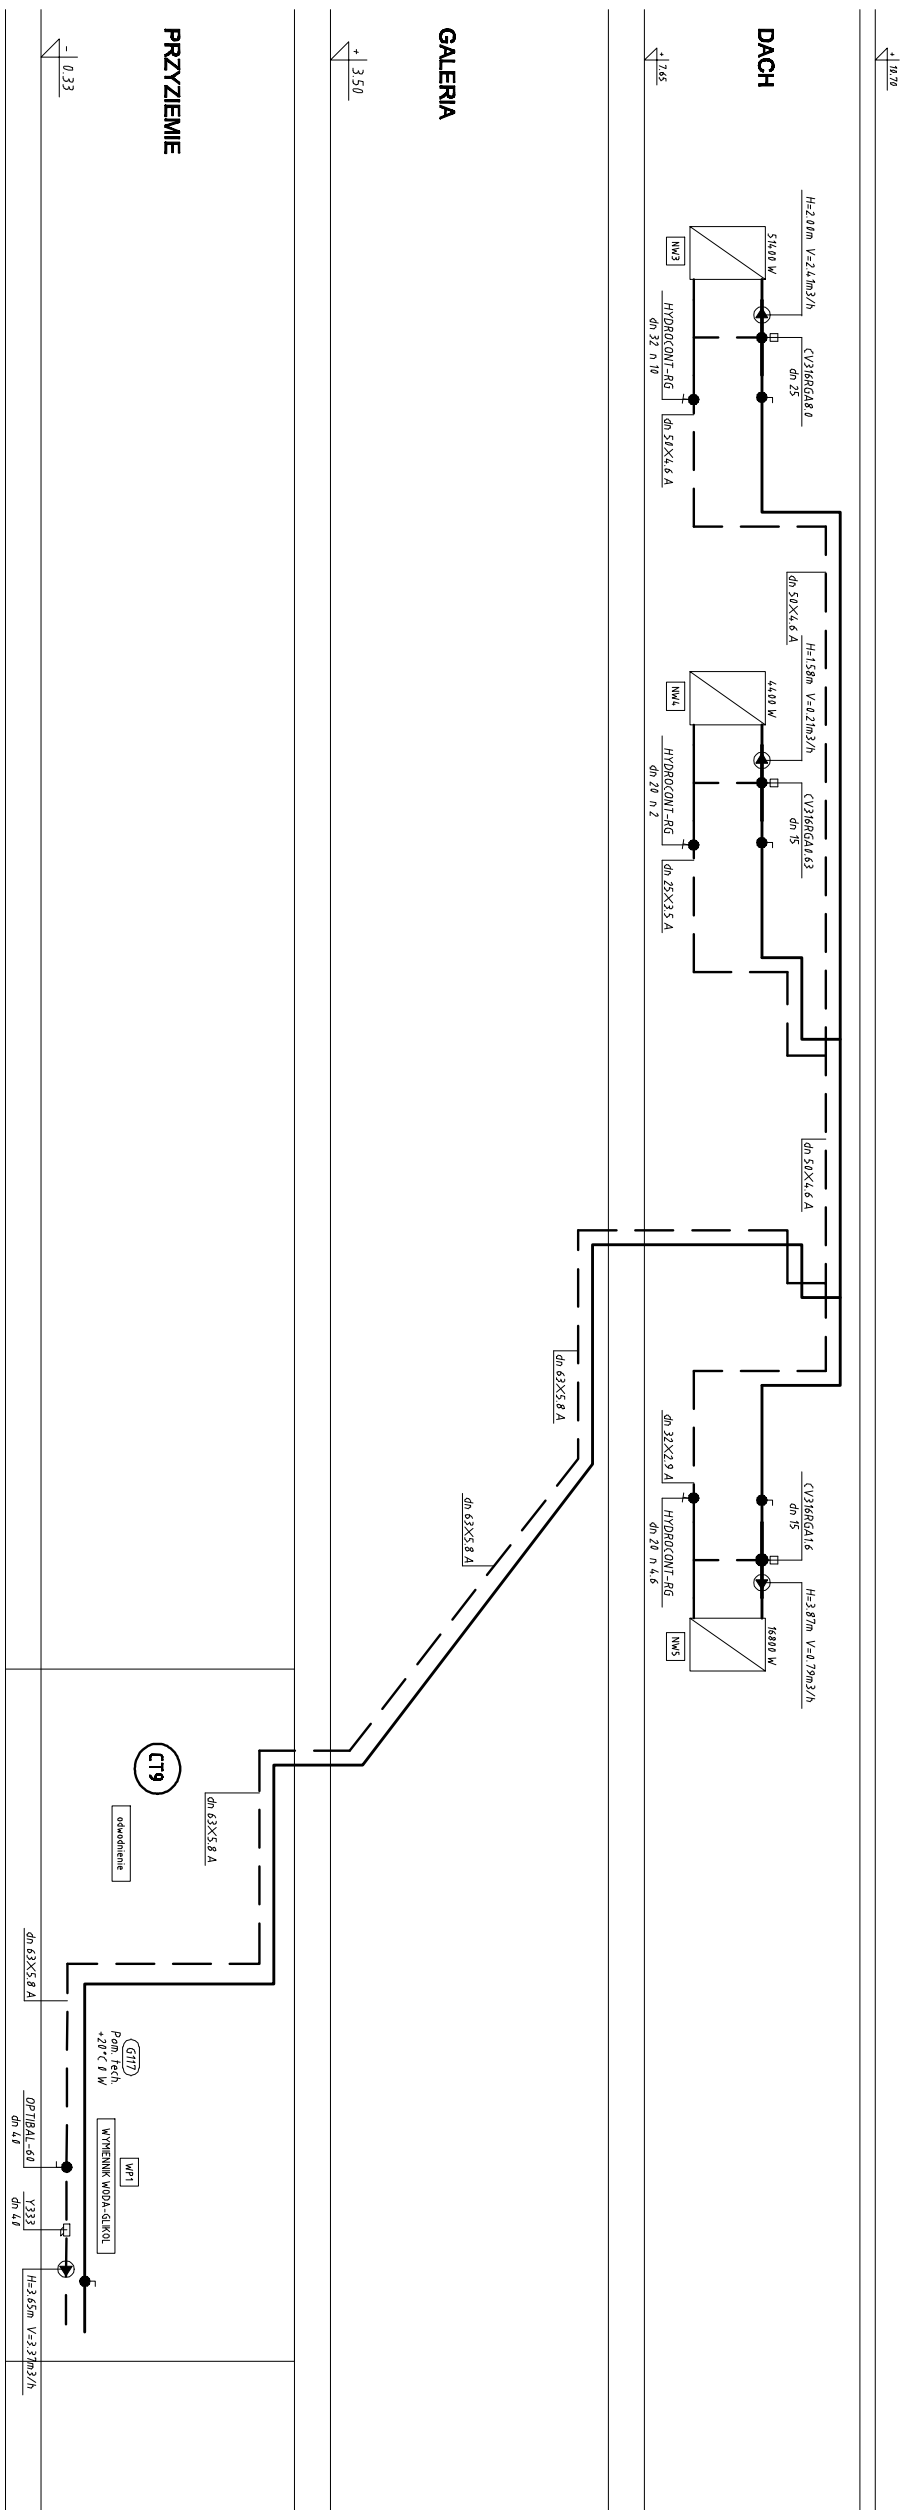 + 10.70
DACH
+ 7.65
H=2.00m V=2.41m3/h
51400 W
NW3
CV316RGA8.0
dn 25
HYDROCONT-RG
dn 32 n 10
dn 50X4.6 A
dn 50X4.6 A
H=1.58m V=0.21m3/h
4400 W
NW4
CV316RGA0.63
dn 15
HYDROCONT-RG
dn 20 n 2
dn 25X3.5 A
dn 50X4.6 A
dn 32X2.9 A
HYDROCONT-RG
dn 20 n 4.6
CV316RGA1.6
dn 15
H=3.87m V=0.79m3/h
16800 W
NW5
GALERIA
+ 3.50
dn 63X5.8 A
dn 63X5.8 A
PRZYZIEMIE
- 0.33
CT9
dn 63X5.8 A
odwodnienie
dn 63X5.8 A
G117
Pom. tech.
+20°C 0 W
WP1
WYMIENNIK WODA-GLIKOL
OPTIBAL-60
dn 40
Y333
dn 40
H=3.65m V=3.37m3/h